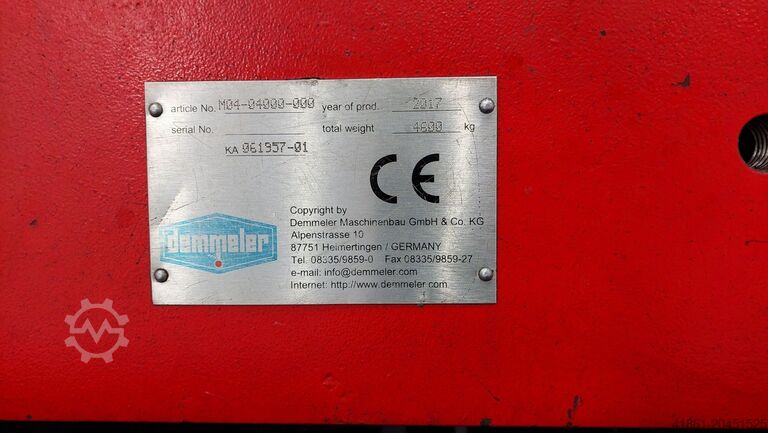 article No. M04-04000-000 year of prod. 2017
serial No. total weight 4600 kg
KA 061957-01
CE
demmeler
Copyright by
Demmeler Maschinenbau GmbH & Co. KG
Alpenstrasse 10
87751 Heimertingen / GERMANY
Tel. 08335/9859-0 Fax 08335/9859-27
e-mail: info@demmeler.com
Internet: http://www.demmeler.com